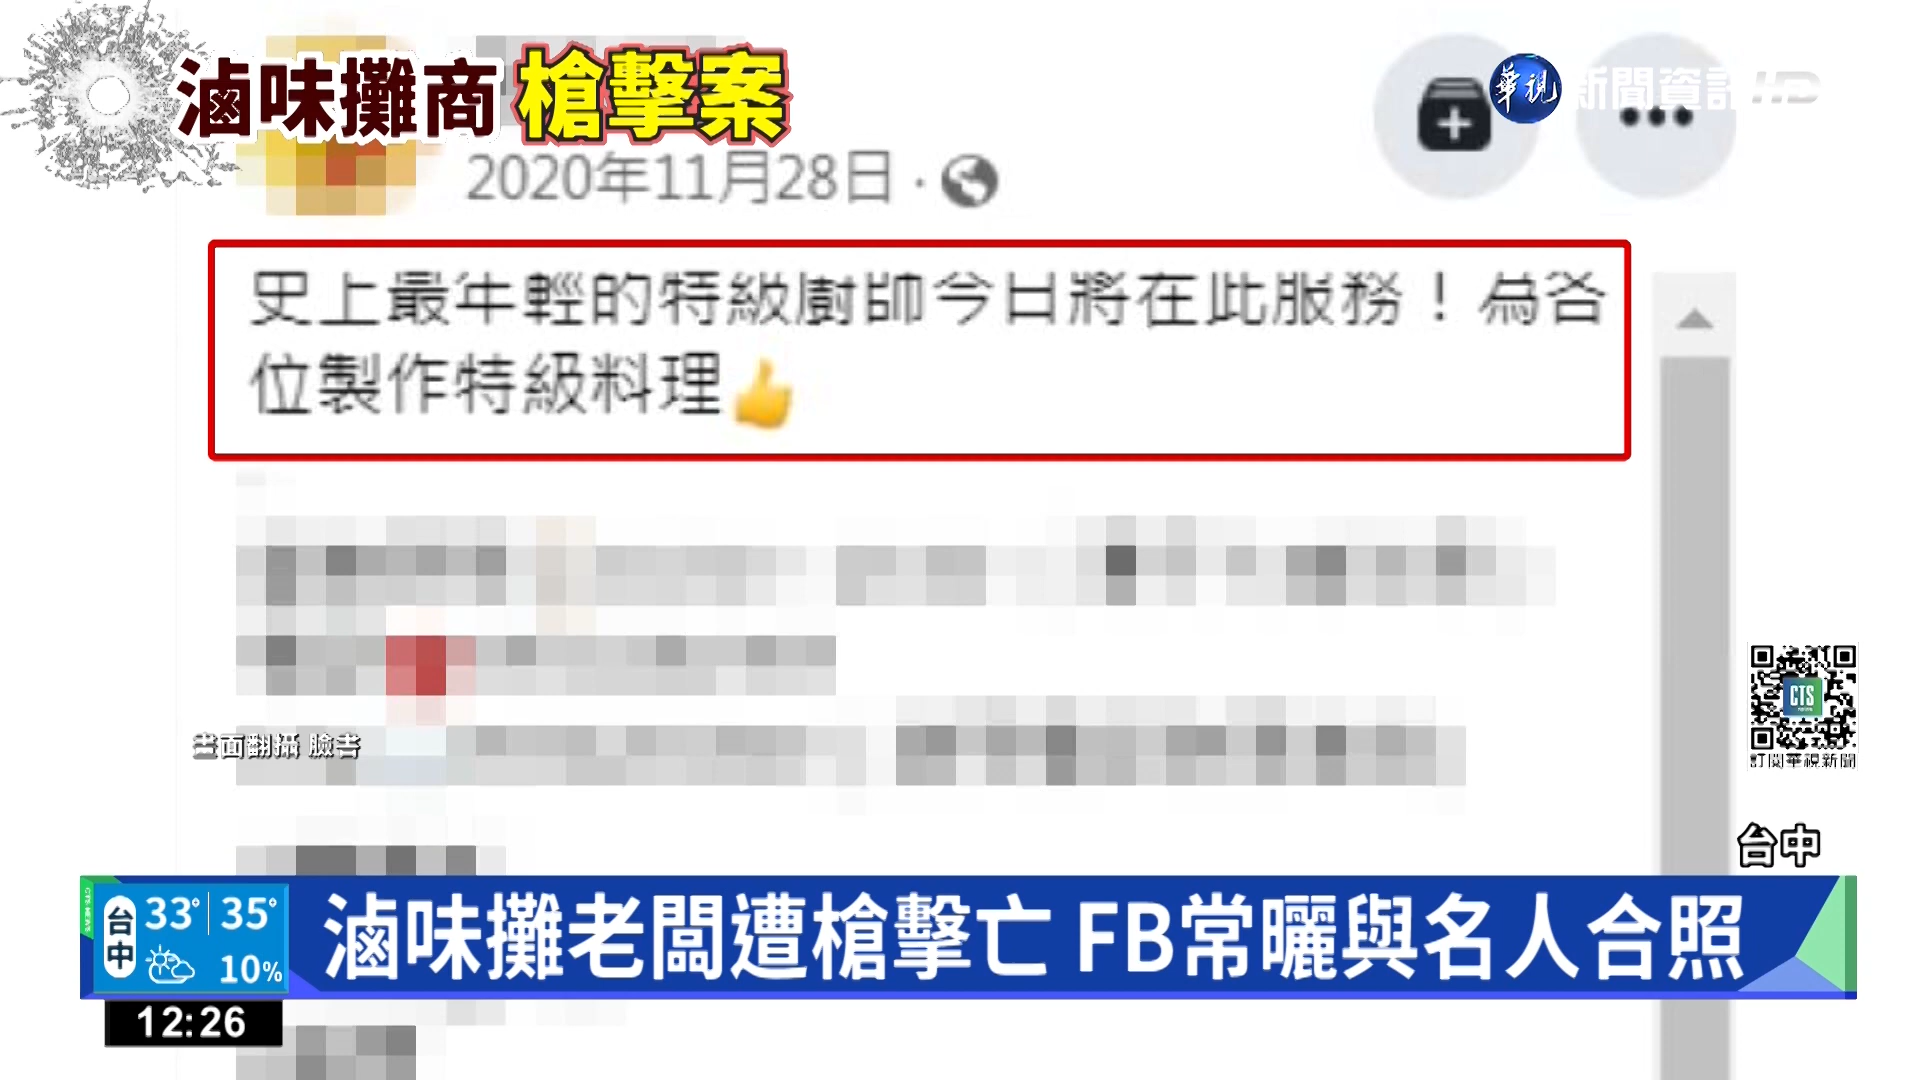 滷味攤商 槍擊案
華視 新聞資訊 HD
2020年11月28日 ·
史上最年輕的特級廚師今日將在此服務！為各
位製作特級料理👍
畫面翻攝 臉書
CTS
訂閱華視新聞
台中
CTS NEWS
台中 33° 35°
10%
滷味攤老闆遭槍擊亡 FB常曬與名人合照
12:26